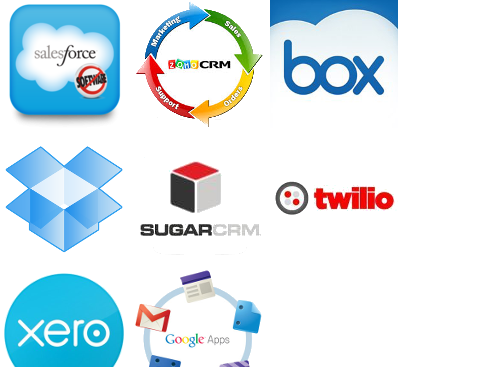 salesforce
SOFTWARE
Marketing
Sales
ZOHO CRM
Support
Orders
box
SUGARCRM
twilio
xero
Google Apps